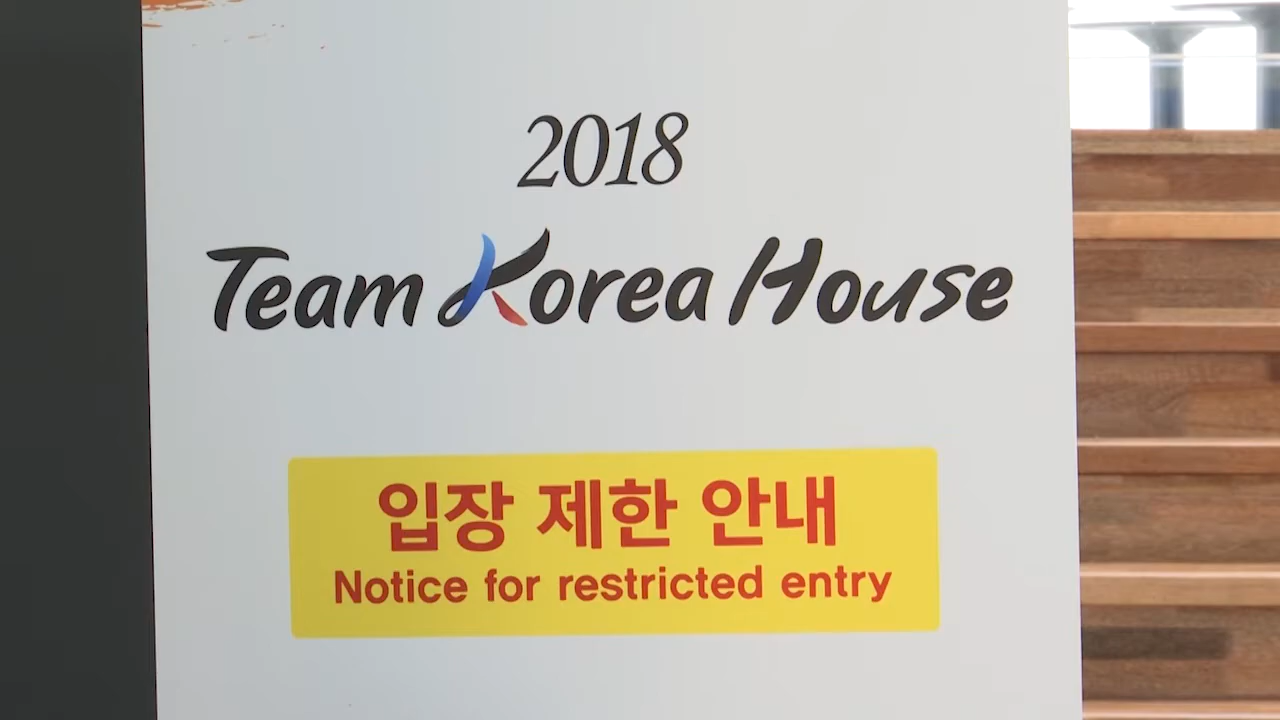 2018
Team Korea House
입장 제한 안내
Notice for restricted entry